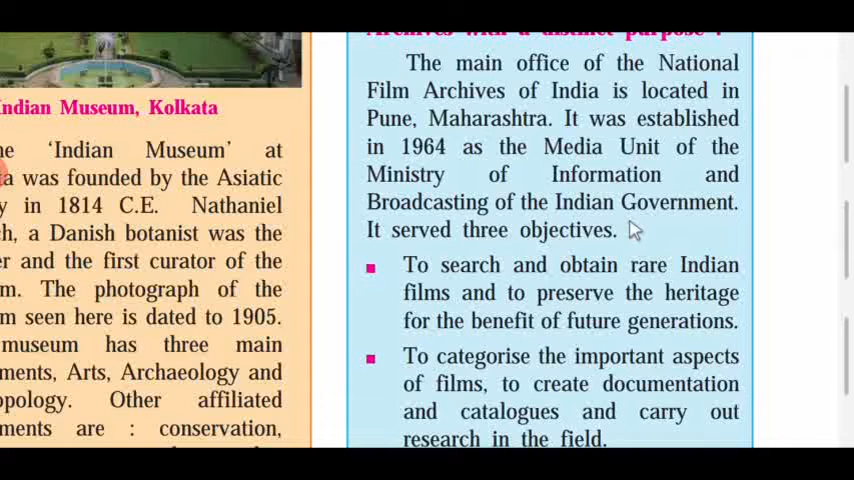 Indian Museum, Kolkata
'Indian Museum' at
was founded by the Asiatic
in 1814 C.E. Nathaniel
a Danish botanist was the
and the first curator of the
The photograph of the
seen here is dated to 1905.
museum has three main
Arts, Archaeology and
Other affiliated
are : conservation,
Archives with a distinct purpose :
The main office of the National
Film Archives of India is located in
Pune, Maharashtra. It was established
in 1964 as the Media Unit of the
Ministry of Information and
Broadcasting of the Indian Government.
It served three objectives.
To search and obtain rare Indian
films and to preserve the heritage
for the benefit of future generations.
To categorise the important aspects
of films, to create documentation
and catalogues and carry out
research in the field.